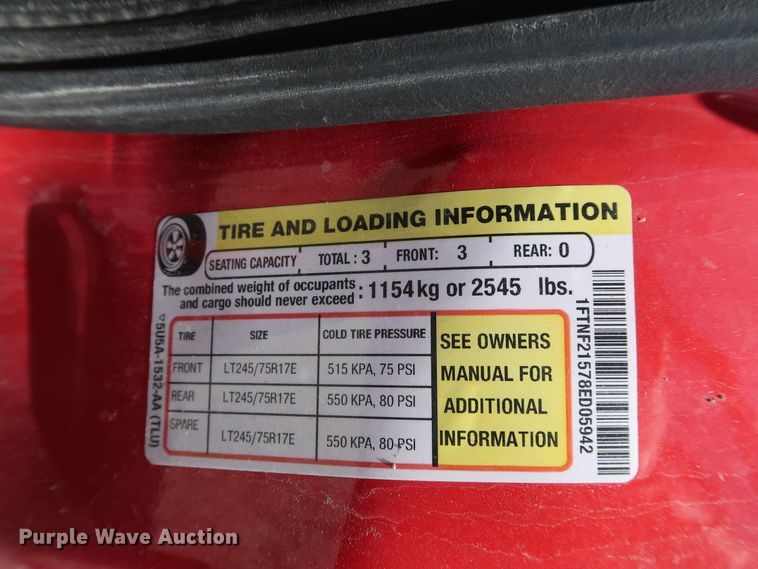 TIRE AND LOADING INFORMATION
SEATING CAPACITY TOTAL : 3 FRONT: 3 REAR: 0
The combined weight of occupants
and cargo should never exceed : 1154kg or 2545 lbs.
TIRE SIZE COLD TIRE PRESSURE
FRONT LT245/75R17E 515 KPA, 75 PSI
REAR LT245/75R17E 550 KPA, 80 PSI
SPARE LT245/75R17E 550 KPA, 80 PSI
SEE OWNERS
MANUAL FOR
ADDITIONAL
INFORMATION
5U5A-1532-AA (TLU)
1FTNF21578ED05942
Purple Wave Auction